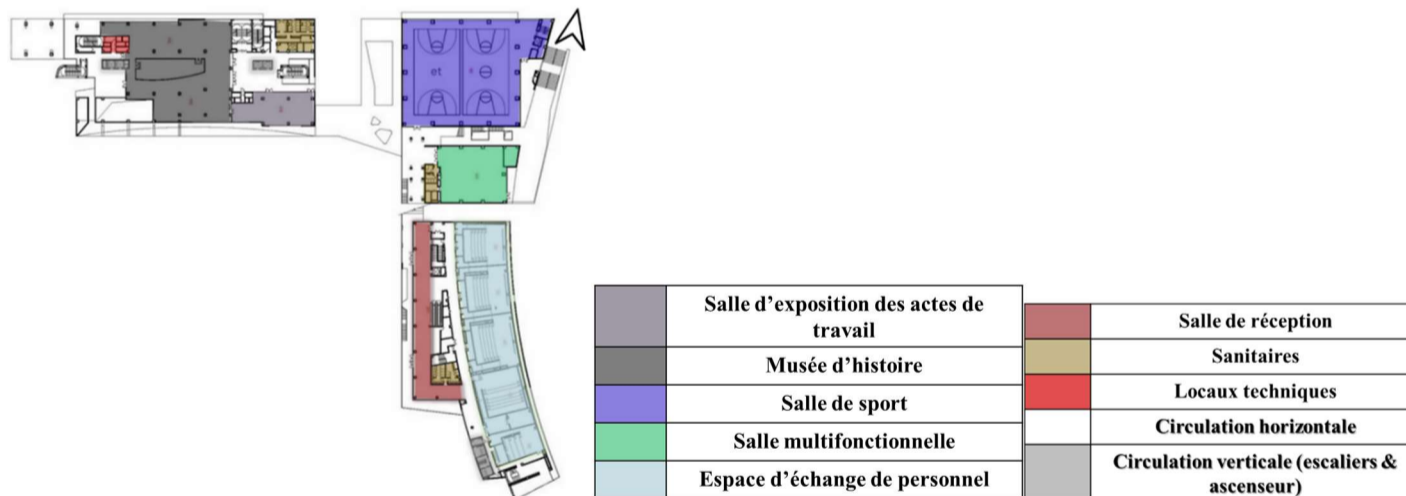 et
Salle d'exposition des actes de
travail
Musée d'histoire
Salle de sport
Salle multifonctionnelle
Espace d'échange de personnel
Salle de réception
Sanitaires
Locaux techniques
Circulation horizontale
Circulation verticale (escaliers &
ascenseur)